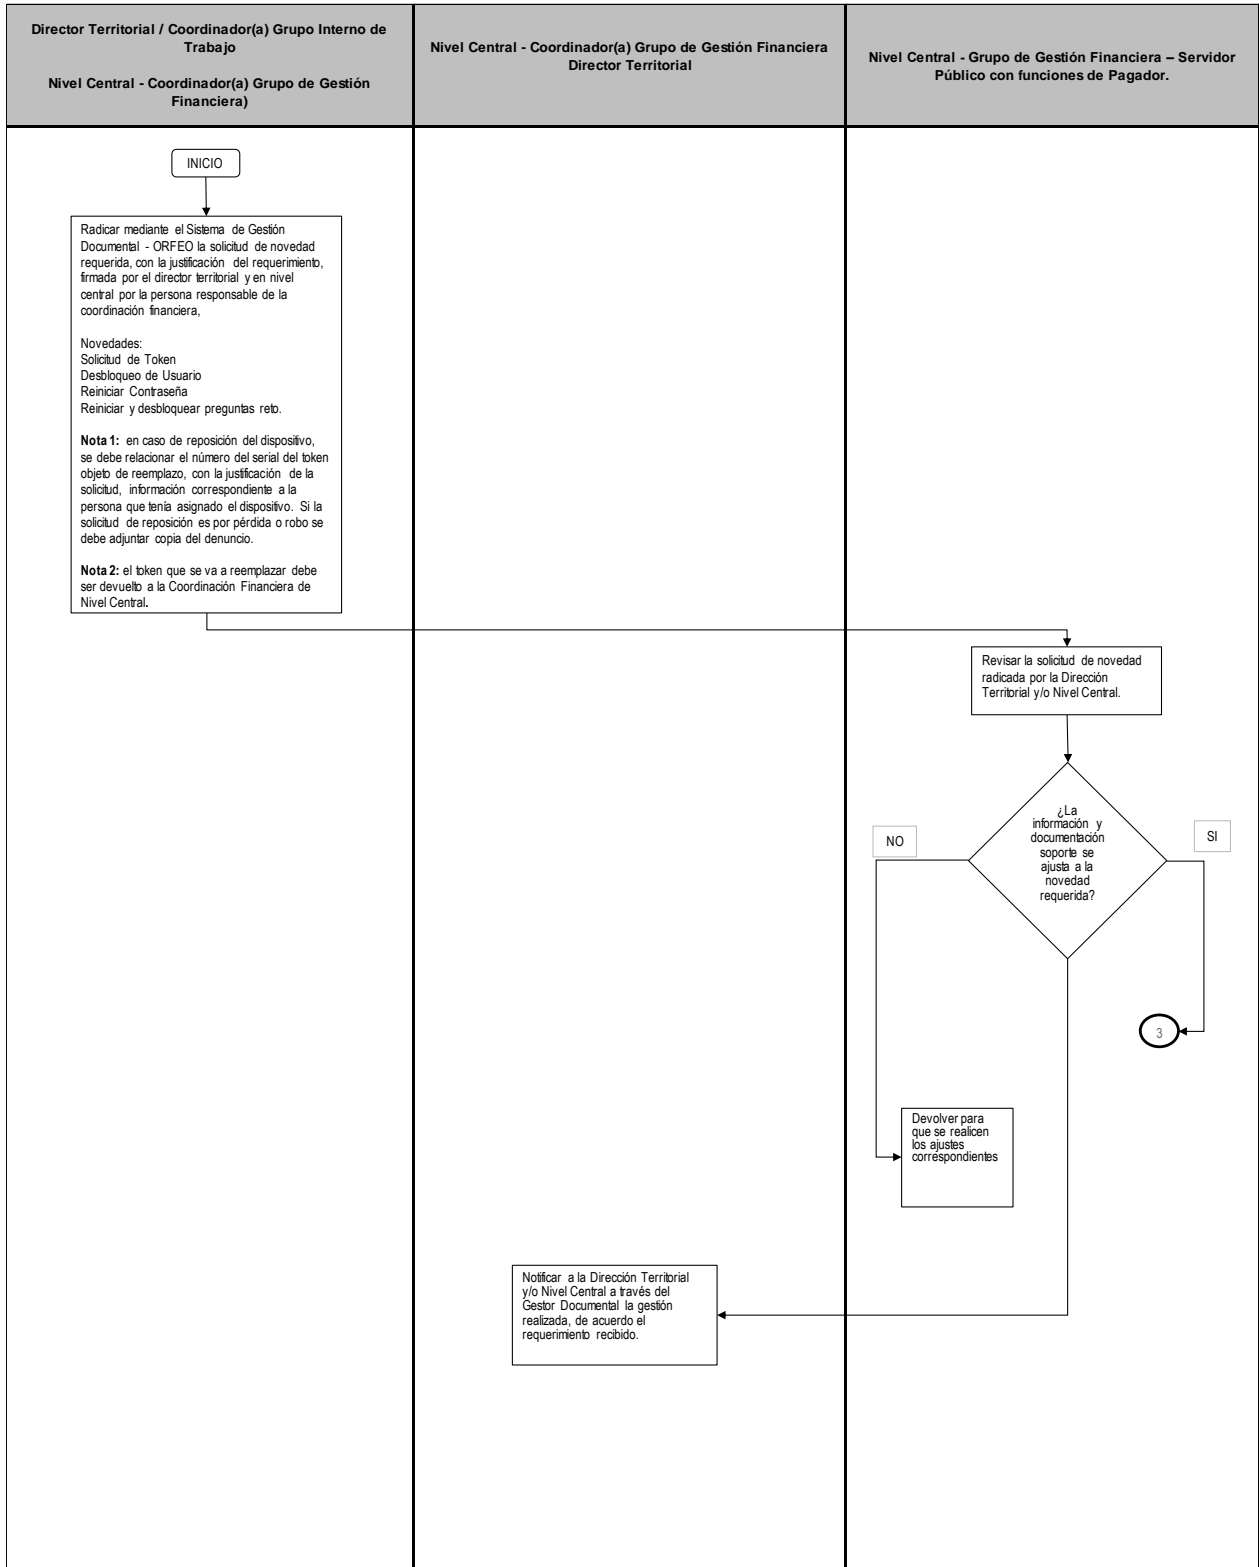 Director Territorial / Coordinador(a) Grupo Interno de
Trabajo
Nivel Central - Coordinador(a) Grupo de Gestión
Financiera)
Nivel Central - Coordinador(a) Grupo de Gestión Financiera
Director Territorial
Nivel Central - Grupo de Gestión Financiera – Servidor
Público con funciones de Pagador.
INICIO
Radicar mediante el Sistema de Gestión
Documental - ORFEO la solicitud de novedad
requerida, con la justificación del requerimiento,
firmada por el director territorial y en nivel
central por la persona responsable de la
coordinación financiera,
Novedades:
Solicitud de Token
Desbloqueo de Usuario
Reiniciar Contraseña
Reiniciar y desbloquear preguntas reto.
Nota 1: en caso de reposición del dispositivo,
se debe relacionar el número del serial del token
objeto de reemplazo, con la justificación de la
solicitud, información correspondiente a la
persona que tenía asignado el dispositivo. Si la
solicitud de reposición es por pérdida o robo se
debe adjuntar copia del denuncio.
Nota 2: el token que se va a reemplazar debe
ser devuelto a la Coordinación Financiera de
Nivel Central.
Revisar la solicitud de novedad
radicada por la Dirección
Territorial y/o Nivel Central.
¿La
información y
documentación
soporte se
ajusta a la
novedad
requerida?
NO
SI
3
Devolver para
que se realicen
los ajustes
correspondientes
Notificar a la Dirección Territorial
y/o Nivel Central a través del
Gestor Documental la gestión
realizada, de acuerdo el
requerimiento recibido.